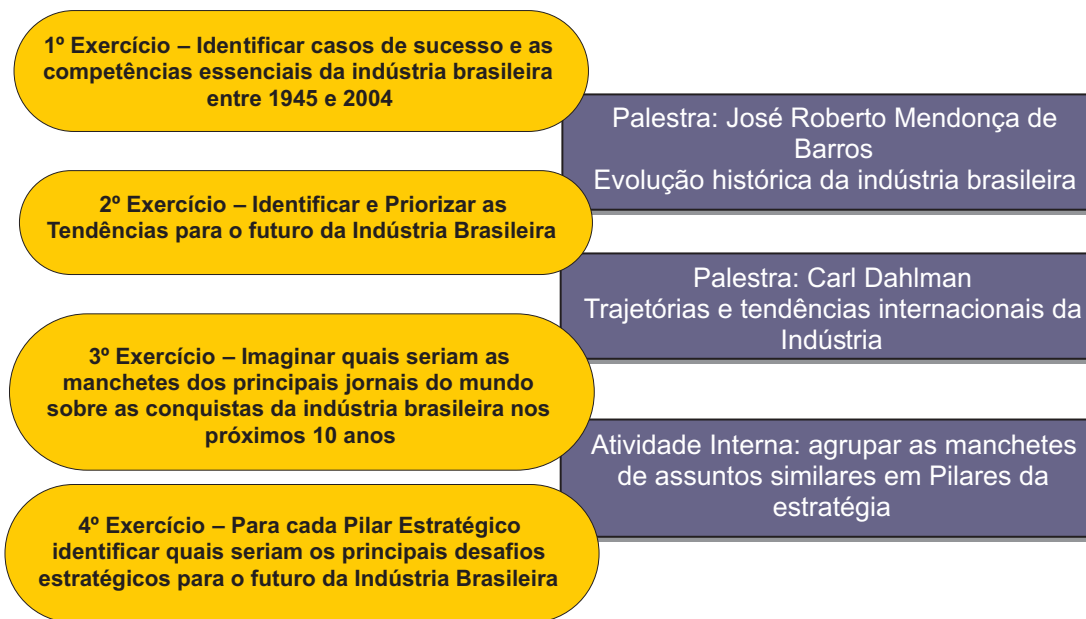 1º Exercício – Identificar casos de sucesso e as
competências essenciais da indústria brasileira
entre 1945 e 2004
Palestra: José Roberto Mendonça de
Barros
Evolução histórica da indústria brasileira
2º Exercício – Identificar e Priorizar as
Tendências para o futuro da Indústria Brasileira
Palestra: Carl Dahlman
Trajetórias e tendências internacionais da
Indústria
3º Exercício – Imaginar quais seriam as
manchetes dos principais jornais do mundo
sobre as conquistas da indústria brasileira nos
próximos 10 anos
Atividade Interna: agrupar as manchetes
de assuntos similares em Pilares da
estratégia
4º Exercício – Para cada Pilar Estratégico
identificar quais seriam os principais desafios
estratégicos para o futuro da Indústria Brasileira